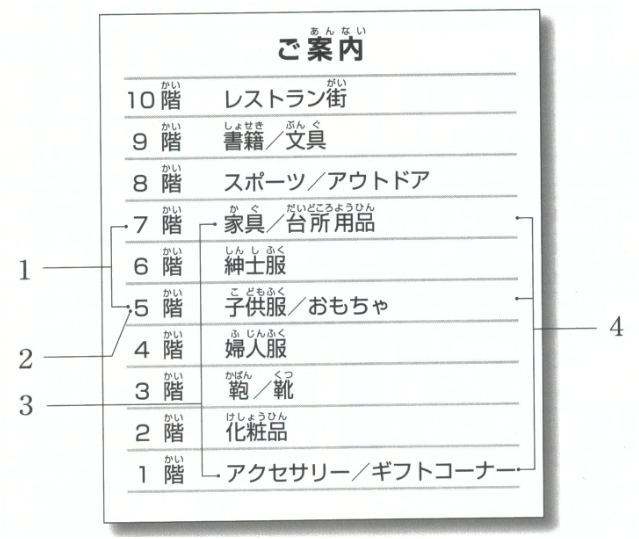 ご案内
10階 レストラン街
9階 書籍／文具
8階 スポーツ／アウトドア
7階 家具／台所用品
6階 紳士服
5階 子供服／おもちゃ
4階 婦人服
3階 鞄／靴
2階 化粧品
1階 アクセサリー／ギフトコーナー
1
2
3
4